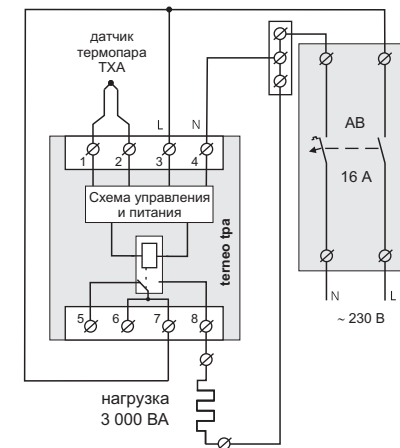 датчик
термопара
ТХА
L
N
1
2
3
4
Схема управления
и питания
terneo tpa
5
6
7
8
нагрузка
3 000 ВА
АВ
16 А
N
L
~ 230 В